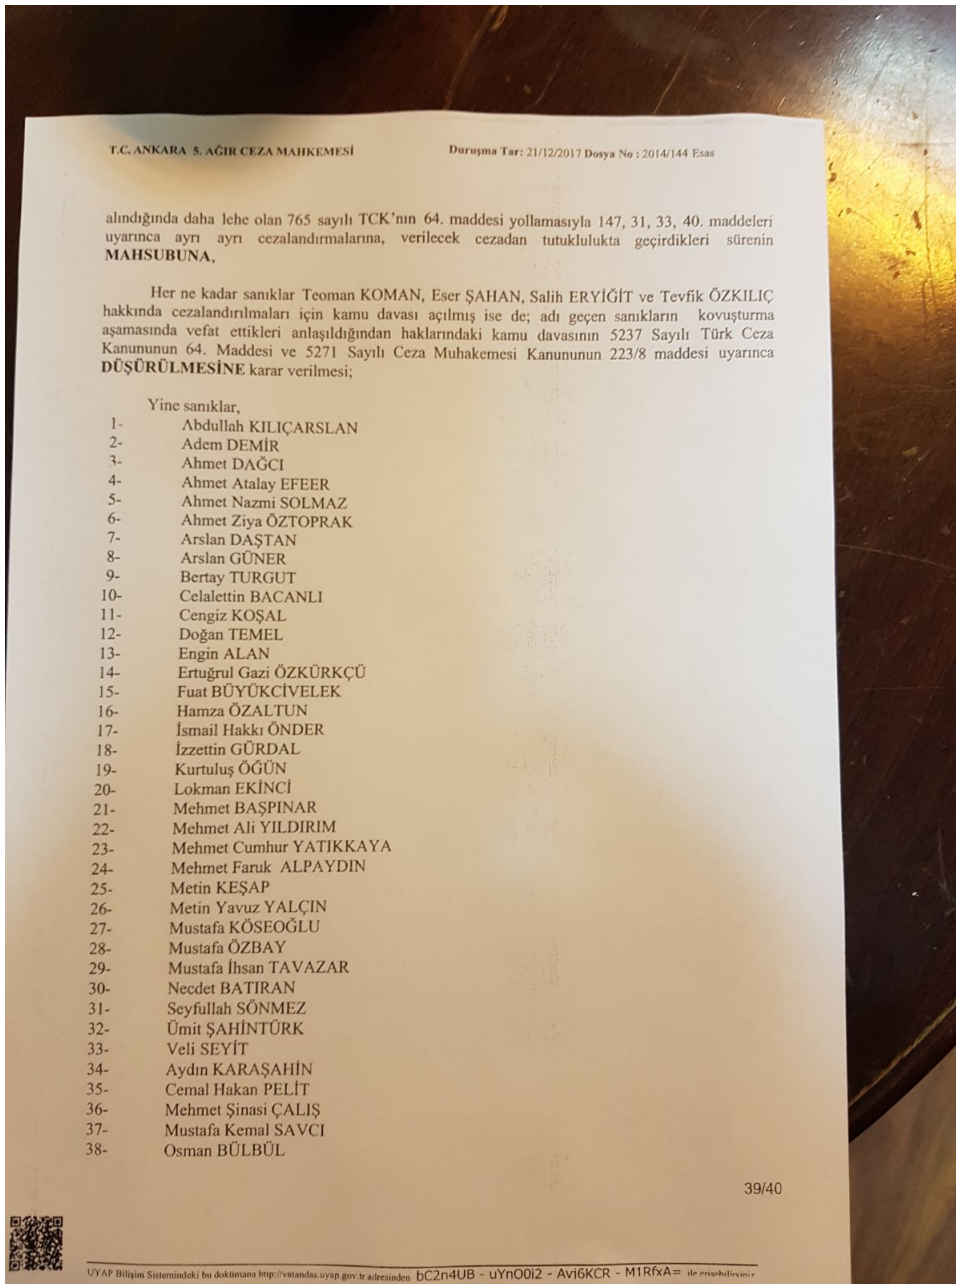 T.C. ANKARA 5. AĞIR CEZA MAHKEMESİ Duruşma Tar: 21/12/2017 Dosya No : 2014/144 Esas
alındığında daha lehe olan 765 sayılı TCK'nın 64. maddesi yollamasıyla 147, 31, 33, 40. maddeleri
uyarınca ayrı ayrı cezalandırmalarına, verilecek cezadan tutuklulukta geçirdikleri sürenin
MAHSUBUNA,
Her ne kadar sanıklar Teoman KOMAN, Eser ŞAHAN, Salih ERYİĞİT ve Tevfik ÖZKILIÇ
hakkında cezalandırılmaları için kamu davası açılmış ise de; adı geçen sanıkların kovuşturma
aşamasında vefat ettikleri anlaşıldığından haklarındaki kamu davasının 5237 Sayılı Türk Ceza
Kanununun 64. Maddesi ve 5271 Sayılı Ceza Muhakemesi Kanununun 223/8 maddesi uyarınca
DÜŞÜRÜLMESİNE karar verilmesi;
Yine sanıklar,
1- Abdullah KILIÇARSLAN
2- Adem DEMİR
3- Ahmet DAĞCI
4- Ahmet Atalay EFEER
5- Ahmet Nazmi SOLMAZ
6- Ahmet Ziya ÖZTOPRAK
7- Arslan DAŞTAN
8- Arslan GÜNER
9- Bertay TURGUT
10- Celalettin BACANLI
11- Cengiz KOŞAL
12- Doğan TEMEL
13- Engin ALAN
14- Ertuğrul Gazi ÖZKÜRKÇÜ
15- Fuat BÜYÜKCİVELEK
16- Hamza ÖZALTUN
17- İsmail Hakkı ÖNDER
18- İzzettin GÜRDAL
19- Kurtuluş ÖĞÜN
20- Lokman EKİNCİ
21- Mehmet BAŞPINAR
22- Mehmet Ali YILDIRIM
23- Mehmet Cumhur YATIKKAYA
24- Mehmet Faruk ALPAYDIN
25- Metin KEŞAP
26- Metin Yavuz YALÇIN
27- Mustafa KÖSEOĞLU
28- Mustafa ÖZBAY
29- Mustafa İhsan TAVAZAR
30- Necdet BATIRAN
31- Seyfullah SÖNMEZ
32- Ümit ŞAHİNTÜRK
33- Veli SEYİT
34- Aydın KARAŞAHİN
35- Cemal Hakan PELİT
36- Mehmet Şinasi ÇALIŞ
37- Mustafa Kemal SAVCI
38- Osman BÜLBÜL
39/40
UYAP Bilişim Sistemindeki bu dokümana http://vatandas.uyap.gov.tr adresinden bC2n4UB - uYnO0i2 - Avj6KCR - M1RfxA= ile erişebilirsiniz